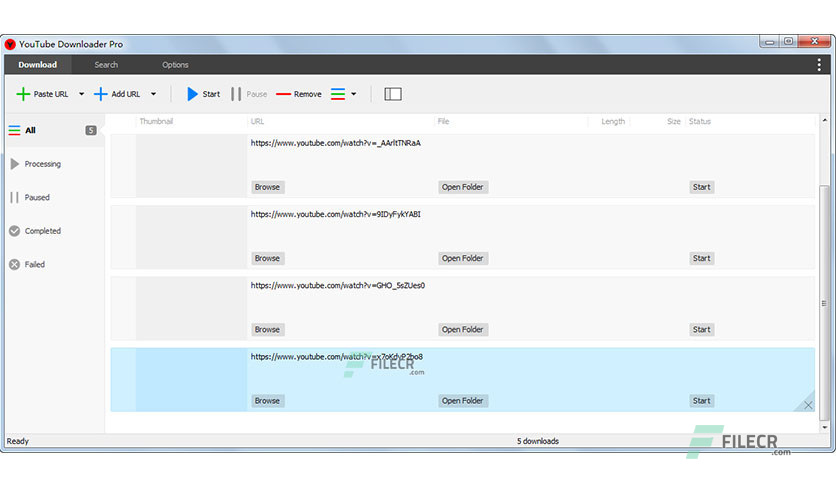 YouTube Downloader Pro
Download Search Options
Paste URL Add URL Start Pause Remove
All 5 Thumbnail URL File Length Size Status
https://www.youtube.com/watch?v=_AArltTNRaA
Processing
Browse Open Folder Start
Paused
https://www.youtube.com/watch?v=9IDyFykYABI
Completed
Browse Open Folder Start
Failed
https://www.youtube.com/watch?v=GHO_5sZUes0
Browse Open Folder Start
https://www.youtube.com/watch?v=x7oKdyP2bo8
FILECR
.com
Browse Open Folder Start
Ready 5 downloads
FILECR
.com